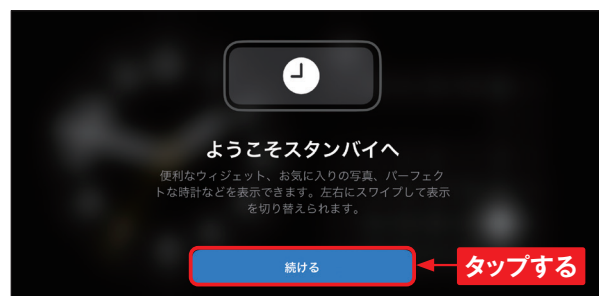 ようこそスタンバイへ
便利なウィジェット、お気に入りの写真、パーフェク
トな時計などを表示できます。左右にスワイプして表示
を切り替えられます。
続ける
タップする